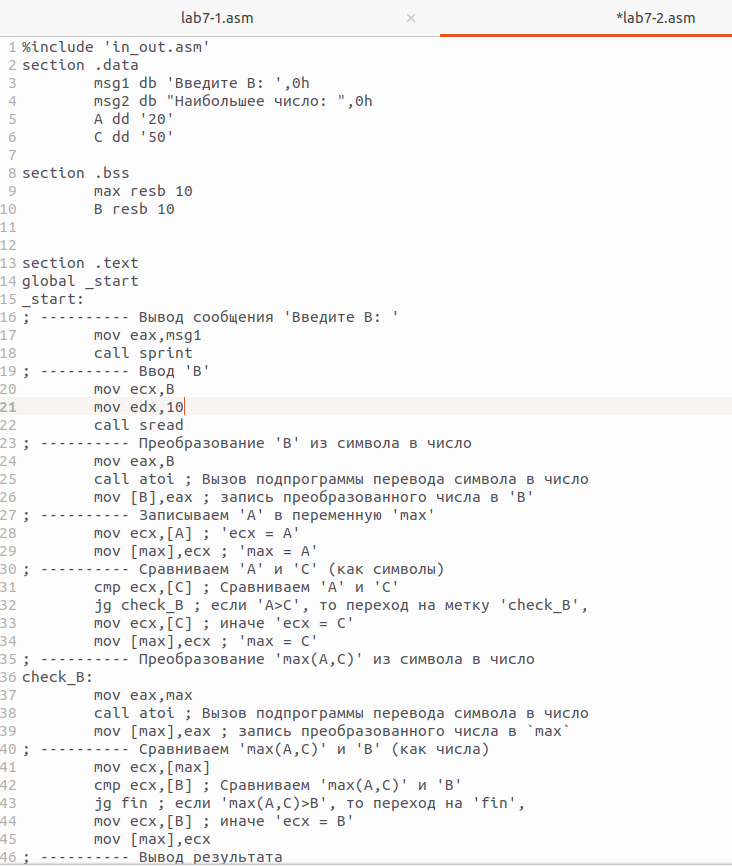 lab7-1.asm × *lab7-2.asm
1 %include 'in_out.asm'
2 section .data
3 msg1 db 'Введите B: ',0h
4 msg2 db "Наибольшее число: ",0h
5 A dd '20'
6 C dd '50'
7
8 section .bss
9 max resb 10
10 B resb 10
11
12
13 section .text
14 global _start
15 _start:
16 ; ---------- Вывод сообщения 'Введите B: '
17 mov eax,msg1
18 call sprint
19 ; ---------- Ввод 'B'
20 mov ecx,B
21 mov edx,10
22 call sread
23 ; ---------- Преобразование 'B' из символа в число
24 mov eax,B
25 call atoi ; Вызов подпрограммы перевода символа в число
26 mov [B],eax ; запись преобразованного числа в 'B'
27 ; ---------- Записываем 'A' в переменную 'max'
28 mov ecx,[A] ; 'ecx = A'
29 mov [max],ecx ; 'max = A'
30 ; ---------- Сравниваем 'A' и 'С' (как символы)
31 cmp ecx,[C] ; Сравниваем 'A' и 'С'
32 jg check_B ; если 'A>C', то переход на метку 'check_B',
33 mov ecx,[C] ; иначе 'ecx = C'
34 mov [max],ecx ; 'max = C'
35 ; ---------- Преобразование 'max(A,C)' из символа в число
36 check_B:
37 mov eax,max
38 call atoi ; Вызов подпрограммы перевода символа в число
39 mov [max],eax ; запись преобразованного числа в `max`
40 ; ---------- Сравниваем 'max(A,C)' и 'B' (как числа)
41 mov ecx,[max]
42 cmp ecx,[B] ; Сравниваем 'max(A,C)' и 'B'
43 jg fin ; если 'max(A,C)>B', то переход на 'fin',
44 mov ecx,[B] ; иначе 'ecx = B'
45 mov [max],ecx
46 ; ---------- Вывод результата